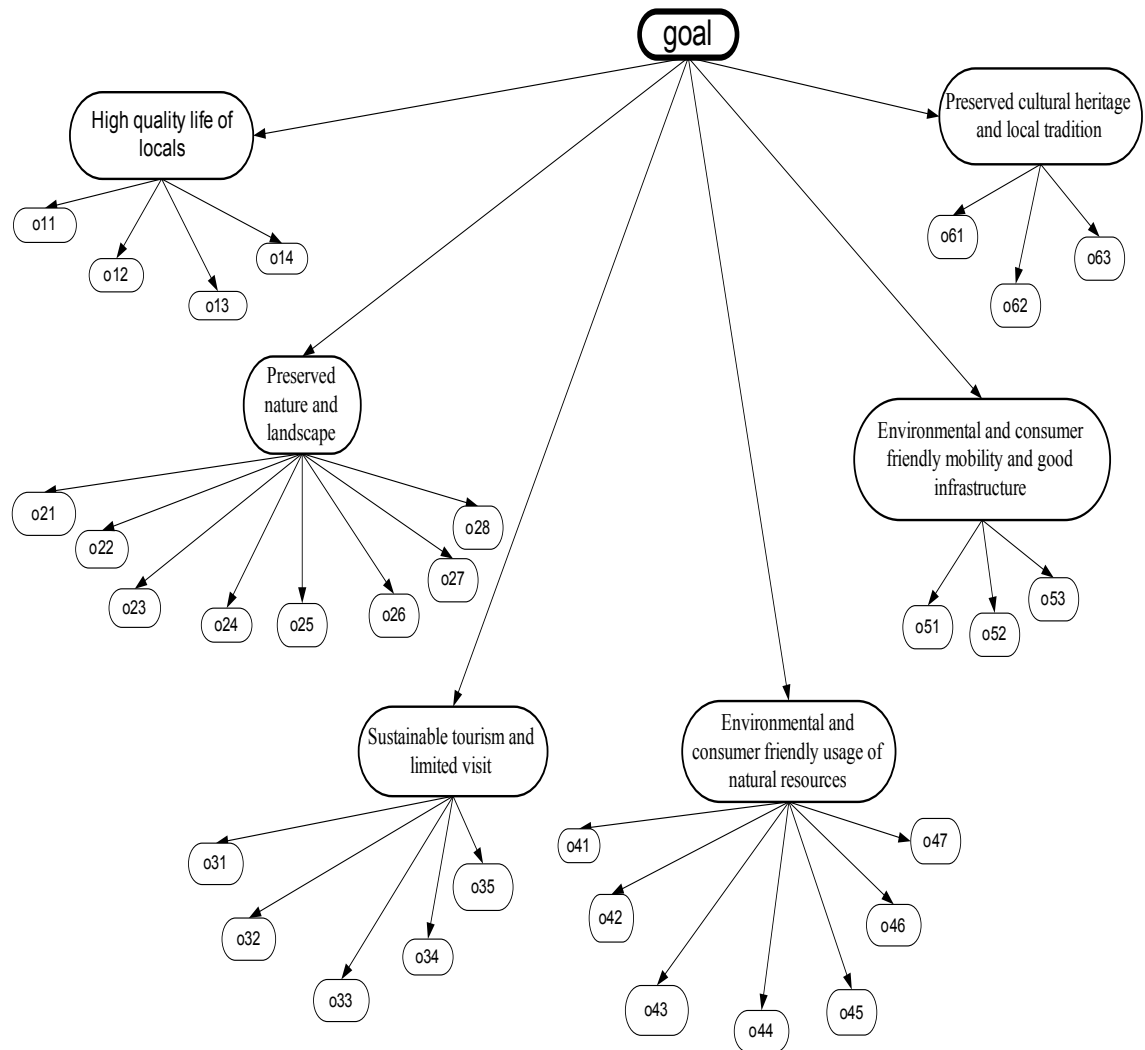 goal
High quality life of
locals
o11
o12
o13
o14
Preserved cultural heritage
and local tradition
o61
o62
o63
Preserved
nature and
landscape
o21
o22
o23
o24
o25
o26
o27
o28
Environmental and consumer
friendly mobility and good
infrastructure
o51
o52
o53
Sustainable tourism and
limited visit
o31
o32
o33
o34
o35
Environmental and
consumer friendly usage of
natural resources
o41
o42
o43
o44
o45
o46
o47